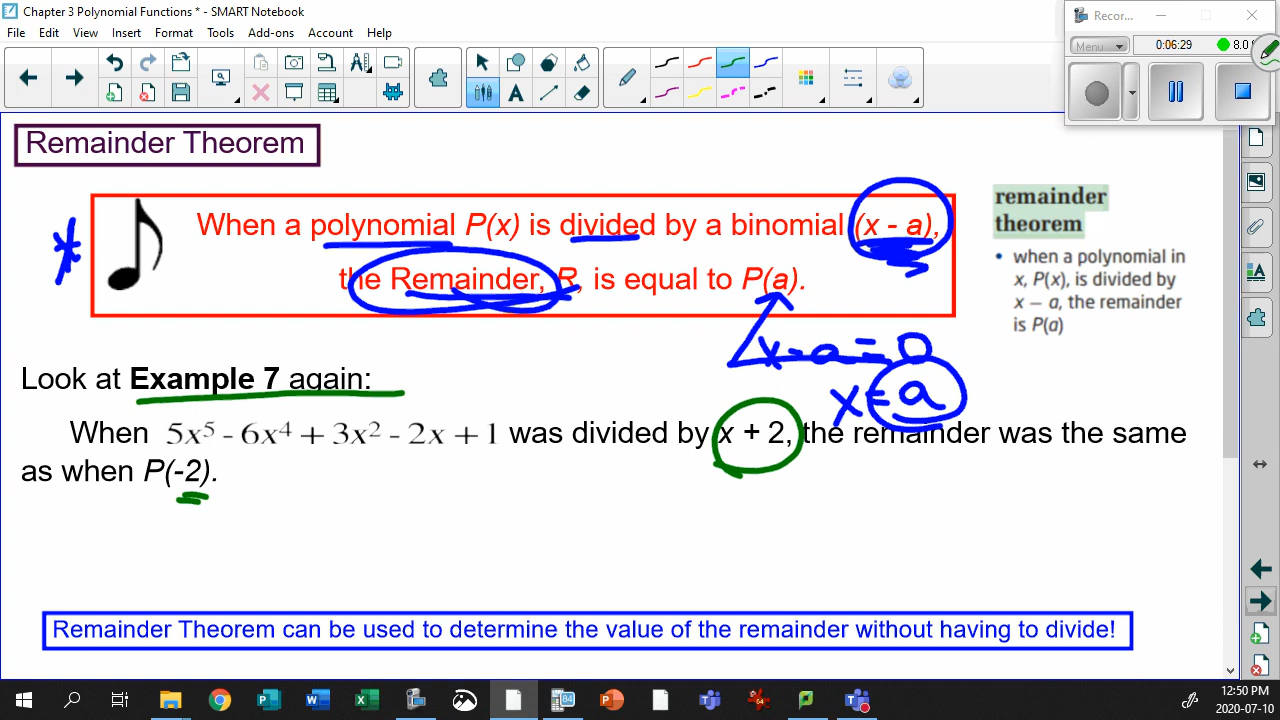 Chapter 3 Polynomial Functions * - SMART Notebook
File Edit View Insert Format Tools Add-ons Account Help
Recor...
Menu
0:06:29
8.0
Remainder Theorem
When a polynomial P(x) is divided by a binomial (x - a),
the Remainder, R, is equal to P(a).
x-a=0
x=a
remainder
theorem
• when a polynomial in
x, P(x), is divided by
x − a, the remainder
is P(a)
Look at Example 7 again:
When 5x⁵ - 6x⁴ + 3x² - 2x + 1 was divided by x + 2, the remainder was the same
as when P(-2).
Remainder Theorem can be used to determine the value of the remainder without having to divide!
12:50 PM
2020-07-10